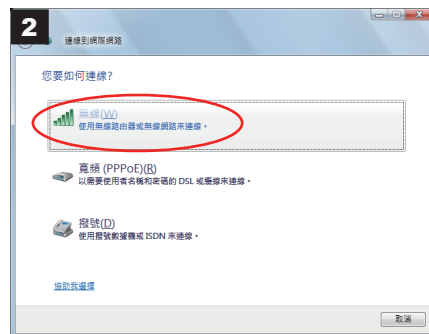 2
連線到網際網路
您要如何連線?
無線(W)
使用無線路由器或無線網路來連線。
寬頻 (PPPoE)(R)
以需要使用者名稱和密碼的 DSL 或纜線來連線。
撥號(D)
使用撥號數據機或 ISDN 來連線。
協助我選擇
取消